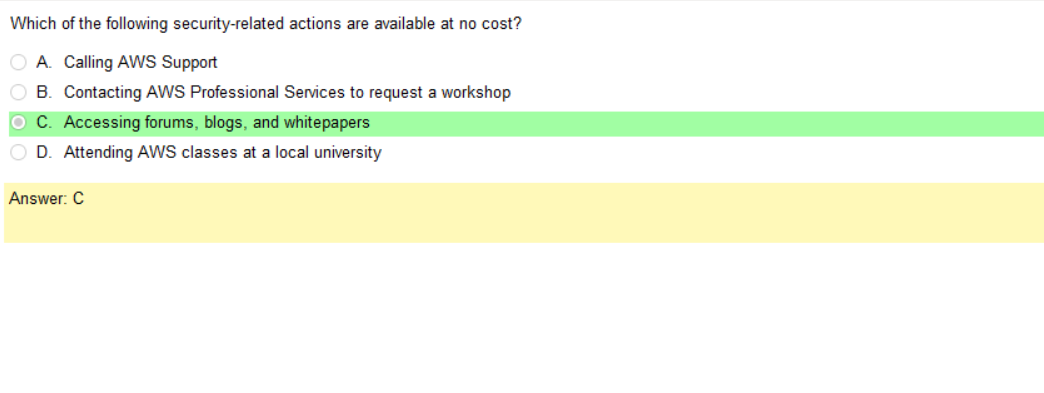 Which of the following security-related actions are available at no cost?
A. Calling AWS Support
B. Contacting AWS Professional Services to request a workshop
C. Accessing forums, blogs, and whitepapers
D. Attending AWS classes at a local university
Answer: C